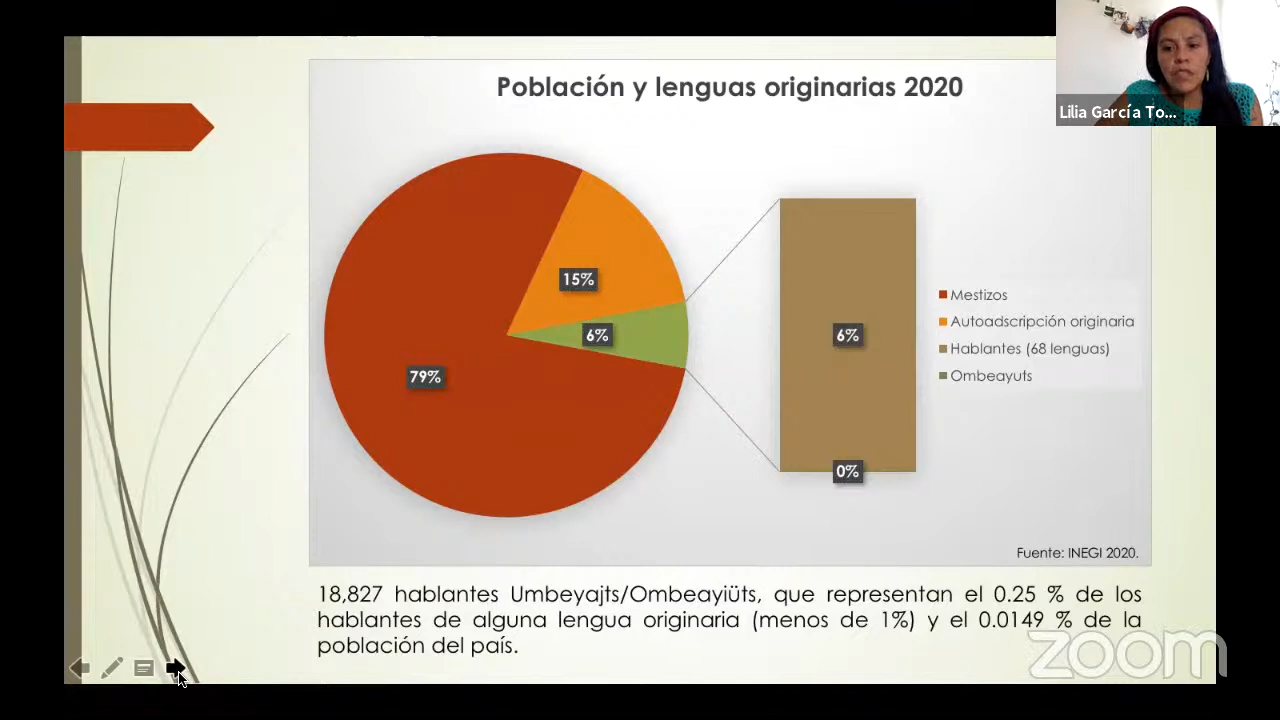 Población y lenguas originarias 2020
Lilia García To...
15%
6%
79%
6%
0%
Mestizos
Autoadscripción originaria
Hablantes (68 lenguas)
Ombeayuts
Fuente: INEGI 2020.
18,827 hablantes Umbeyajts/Ombeayiüts, que representan el 0.25 % de los
hablantes de alguna lengua originaria (menos de 1%) y el 0.0149 % de la
población del país.
zoom